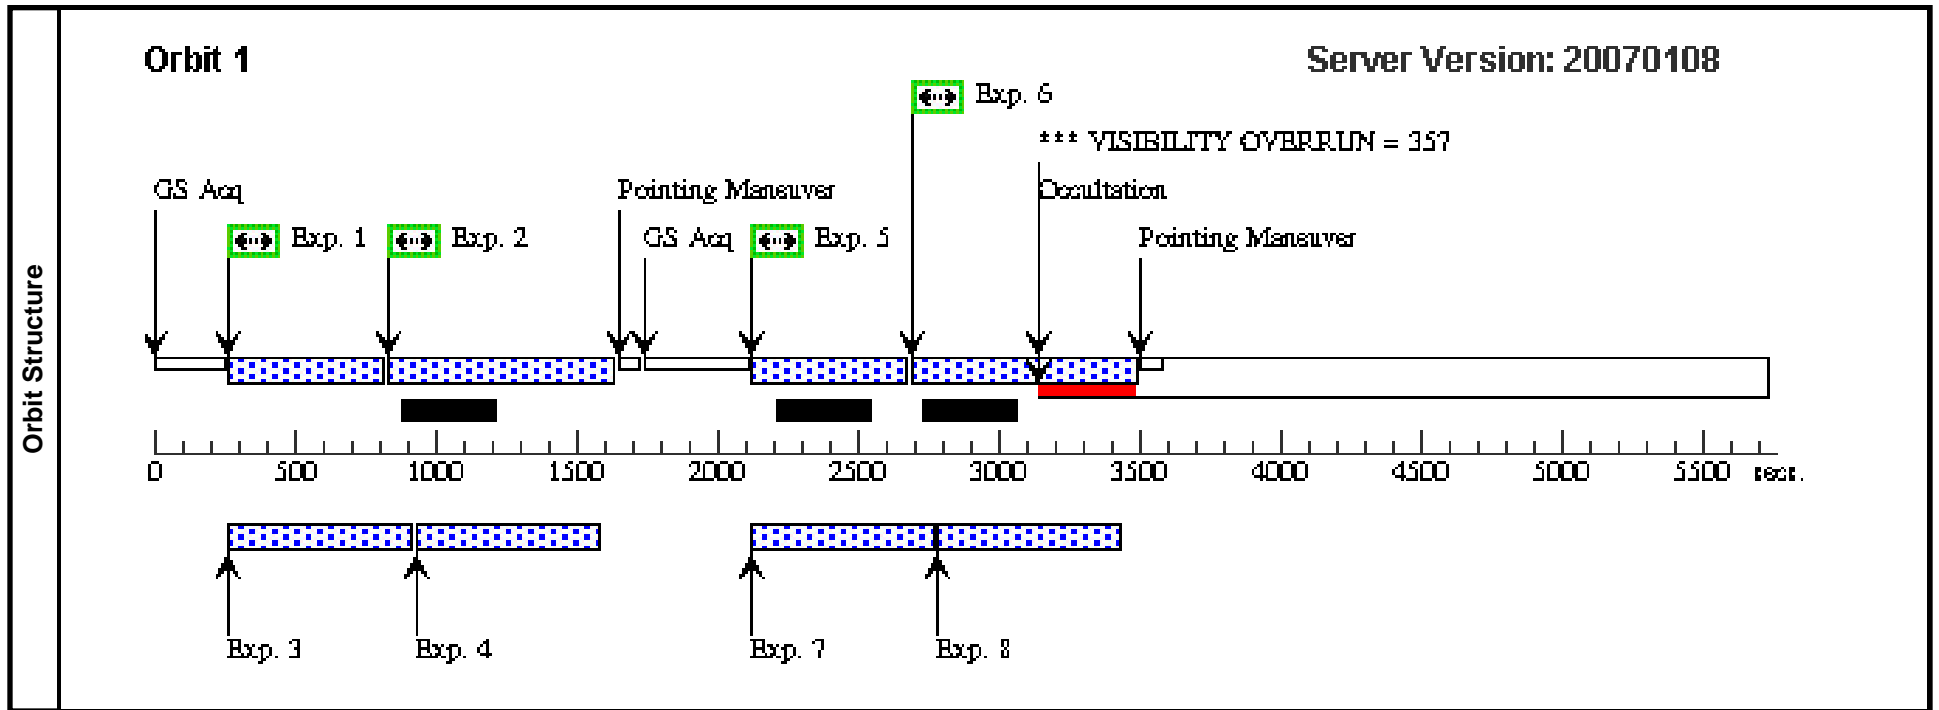 Orbit Structure
Orbit 1
Server Version: 20070108
Exp. 6
*** VISIBILITY OVERRUN = 357
GS Acq
Pointing Maneuver
Occultation
Exp. 1
Exp. 2
GS Acq
Exp. 5
Pointing Maneuver
0 500 1000 1500 2000 2500 3000 3500 4000 4500 5000 5500 secs.
Exp. 3
Exp. 4
Exp. 7
Exp. 8